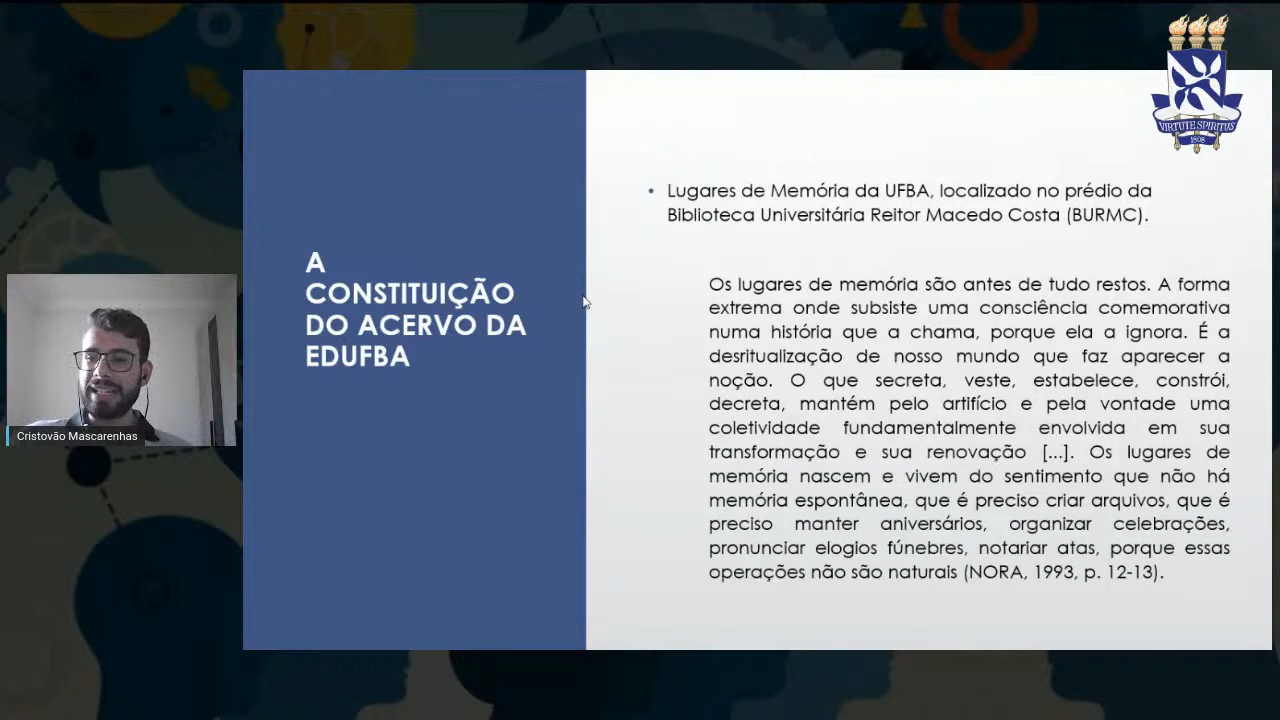 VIRTUTE SPIRITUS
1808
A
CONSTITUIÇÃO
DO ACERVO DA
EDUFBA
• Lugares de Memória da UFBA, localizado no prédio da
Biblioteca Universitária Reitor Macedo Costa (BURMC).
Os lugares de memória são antes de tudo restos. A forma
extrema onde subsiste uma consciência comemorativa
numa história que a chama, porque ela a ignora. É a
desritualização de nosso mundo que faz aparecer a
noção. O que secreta, veste, estabelece, constrói,
decreta, mantém pelo artifício e pela vontade uma
coletividade fundamentalmente envolvida em sua
transformação e sua renovação [...]. Os lugares de
memória nascem e vivem do sentimento que não há
memória espontânea, que é preciso criar arquivos, que é
preciso manter aniversários, organizar celebrações,
pronunciar elogios fúnebres, notariar atas, porque essas
operações não são naturais (NORA, 1993, p. 12-13).
Cristovão Mascarenhas